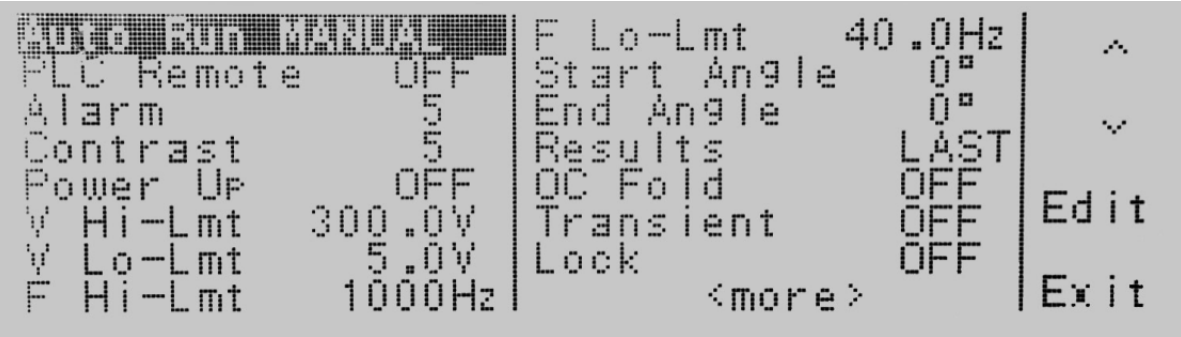 Auto Run MANUAL
PLC Remote OFF
Alarm 5
Contrast 5
Power Up OFF
V Hi-Lmt 300.0V
V Lo-Lmt 5.0V
F Hi-Lmt 1000Hz
F Lo-Lmt 40.0Hz
Start Angle 0°
End Angle 0°
Results LAST
OC Fold OFF
Transient OFF
Lock OFF
<more>
^
v
Edit
Exit